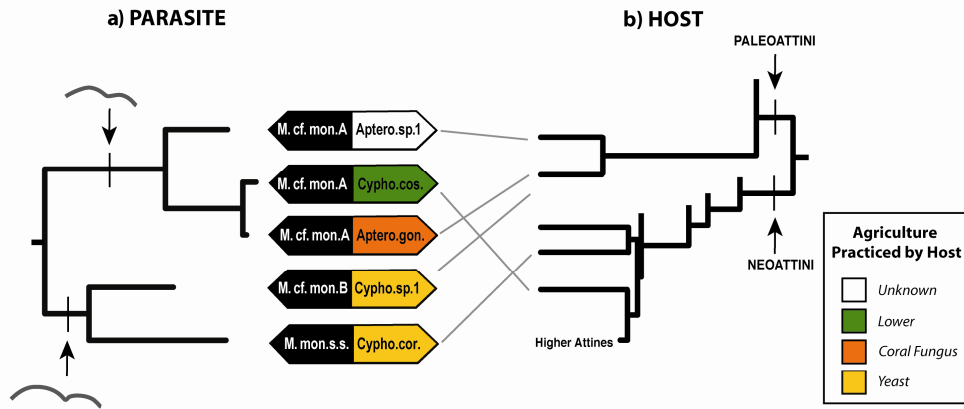 a) PARASITE
b) HOST
PALEOATTINI
M. cf. mon.A Aptero.sp.1
M. cf. mon.A Cypho.cos.
M. cf. mon.A Aptero.gon.
M. cf. mon.B Cypho.sp.1
M. mon.s.s. Cypho.cor.
NEOATTINI
Higher Attines
Agriculture
Practiced by Host
Unknown
Lower
Coral Fungus
Yeast